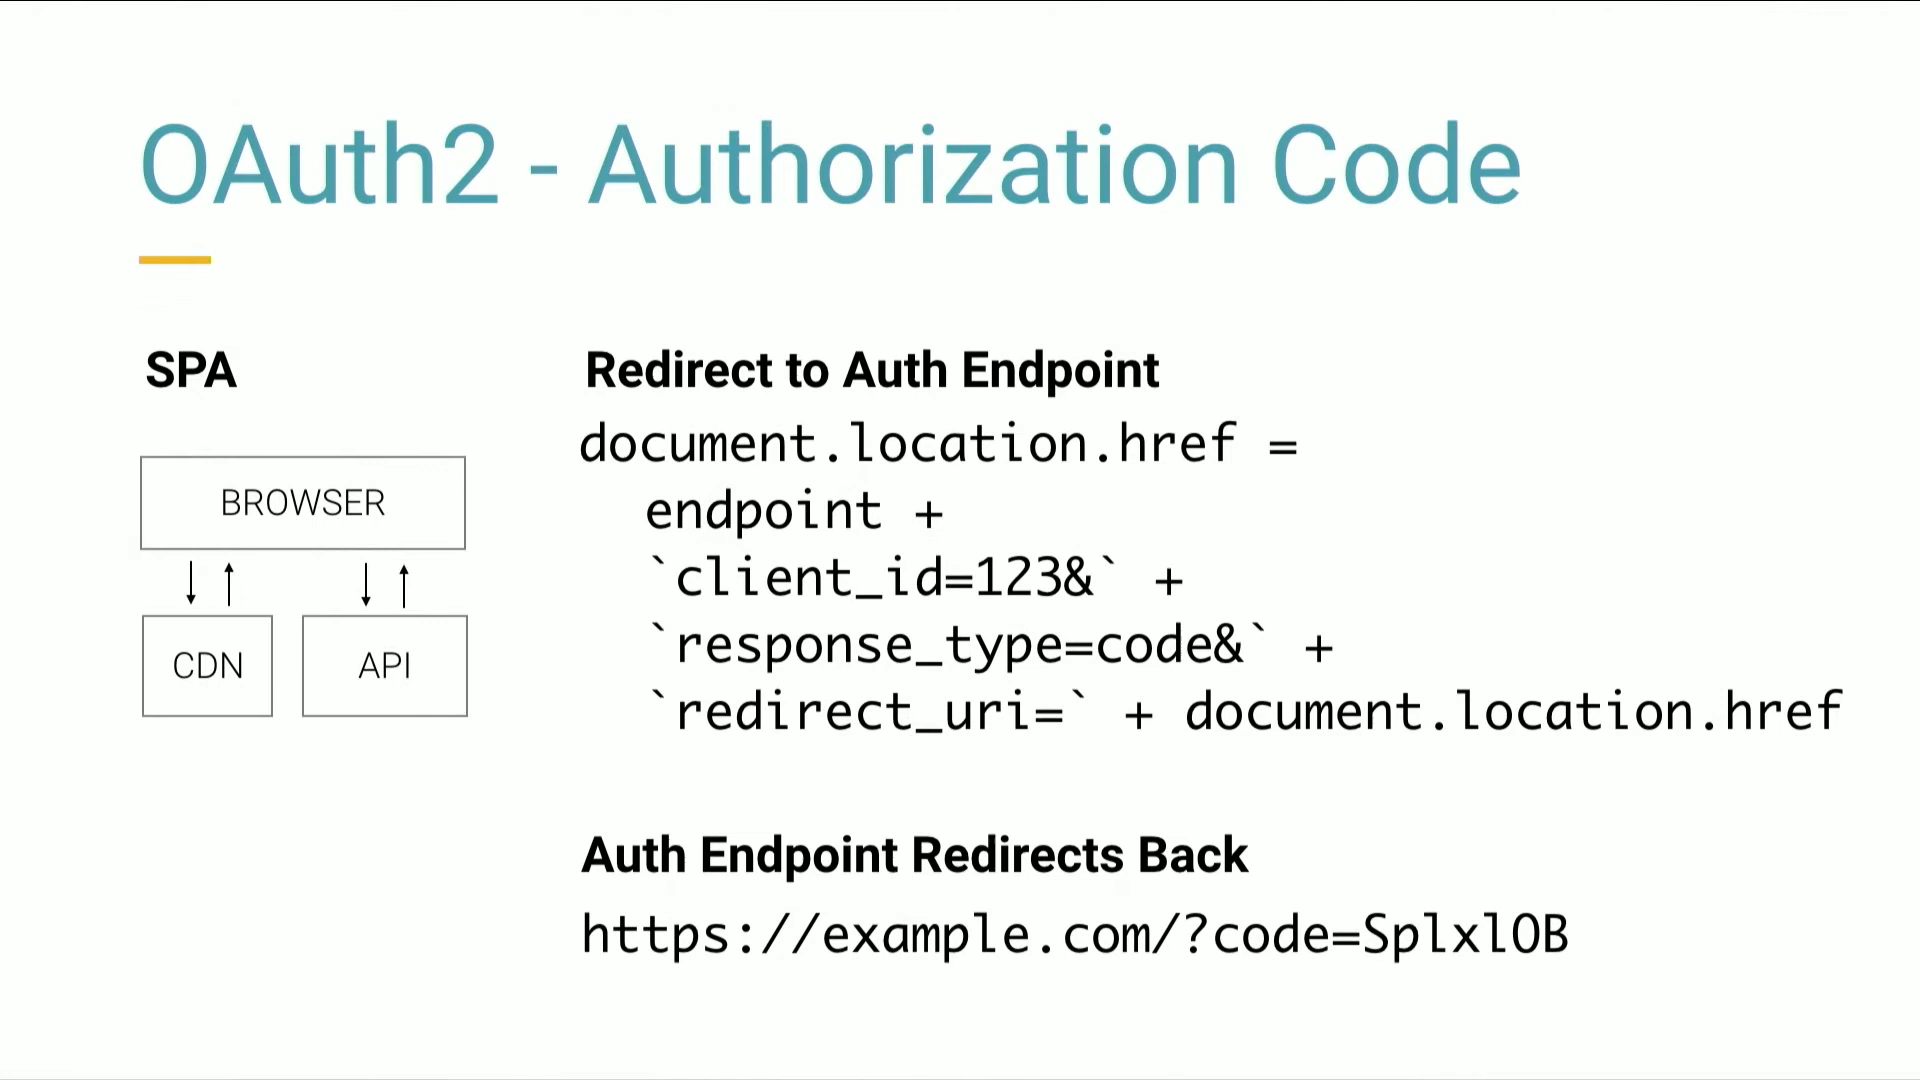 OAuth2 - Authorization Code
SPA
BROWSER
CDN
API
Redirect to Auth Endpoint
document.location.href =
endpoint +
`client_id=123&` +
`response_type=code&` +
`redirect_uri=` + document.location.href
Auth Endpoint Redirects Back
https://example.com/?code=SplxlOB